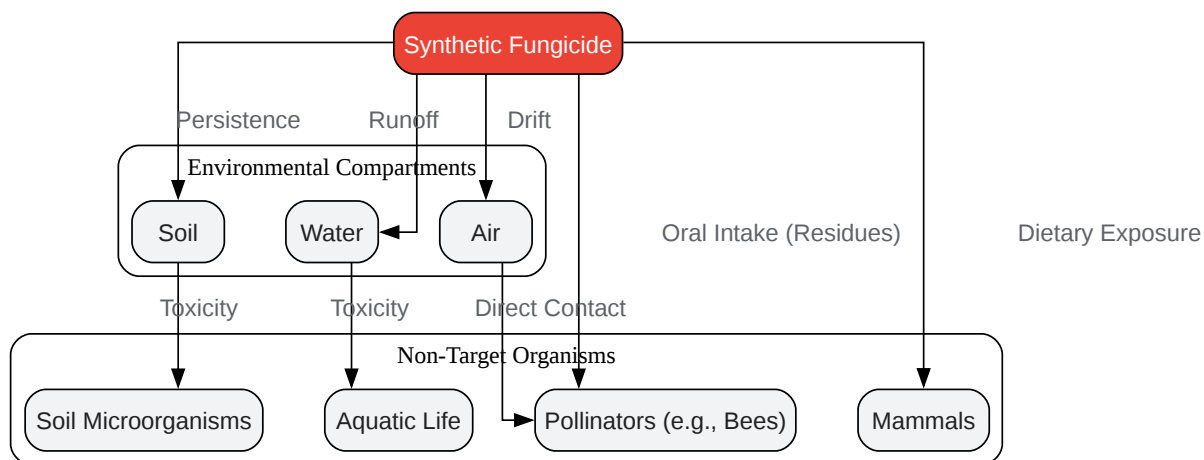 Synthetic Fungicide
Persistence
Runoff
Drift
Environmental Compartments
Soil
Water
Air
Oral Intake (Residues)
Dietary Exposure
Toxicity
Toxicity
Direct Contact
Non-Target Organisms
Soil Microorganisms
Aquatic Life
Pollinators (e.g., Bees)
Mammals